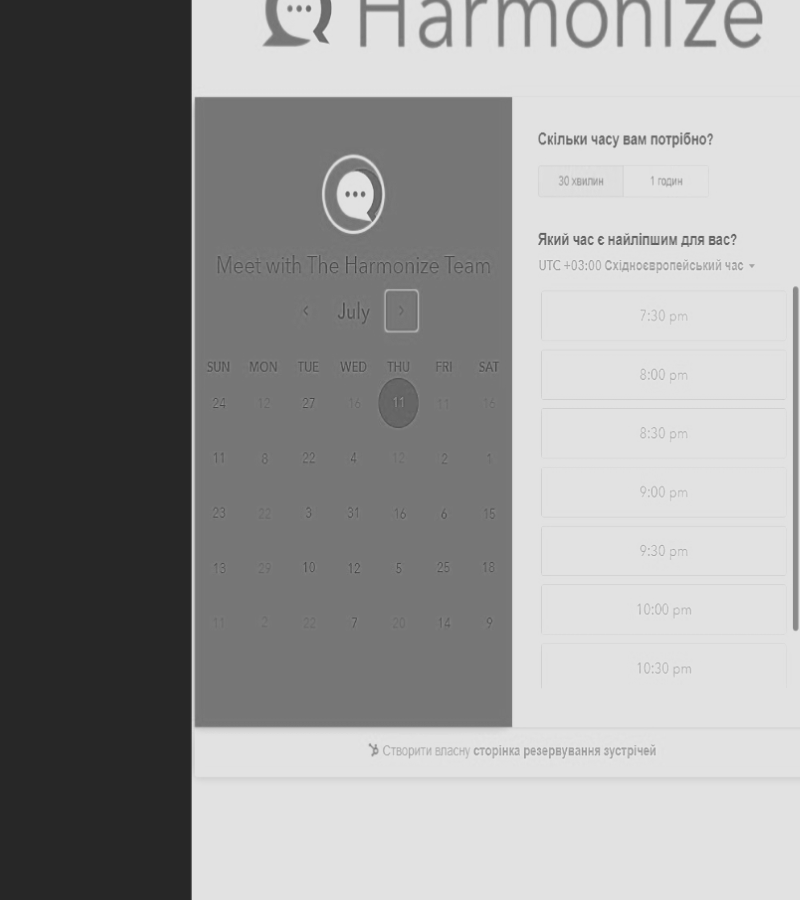 Harmonize
Meet with The Harmonize Team
July
SUN MON TUE WED THU FRI SAT
24 12 27 16 11 11 16
11 8 22 4 12 2 1
23 22 3 31 16 6 15
13 29 10 12 5 25 18
11 2 22 7 20 14 9
Скільки часу вам потрібно?
30 хвилин 1 годин
Який час є найліпшим для вас?
UTC +03:00 Східноєвропейський час
7:30 pm
8:00 pm
8:30 pm
9:00 pm
9:30 pm
10:00 pm
10:30 pm
Створити власну сторінка резервування зустрічей